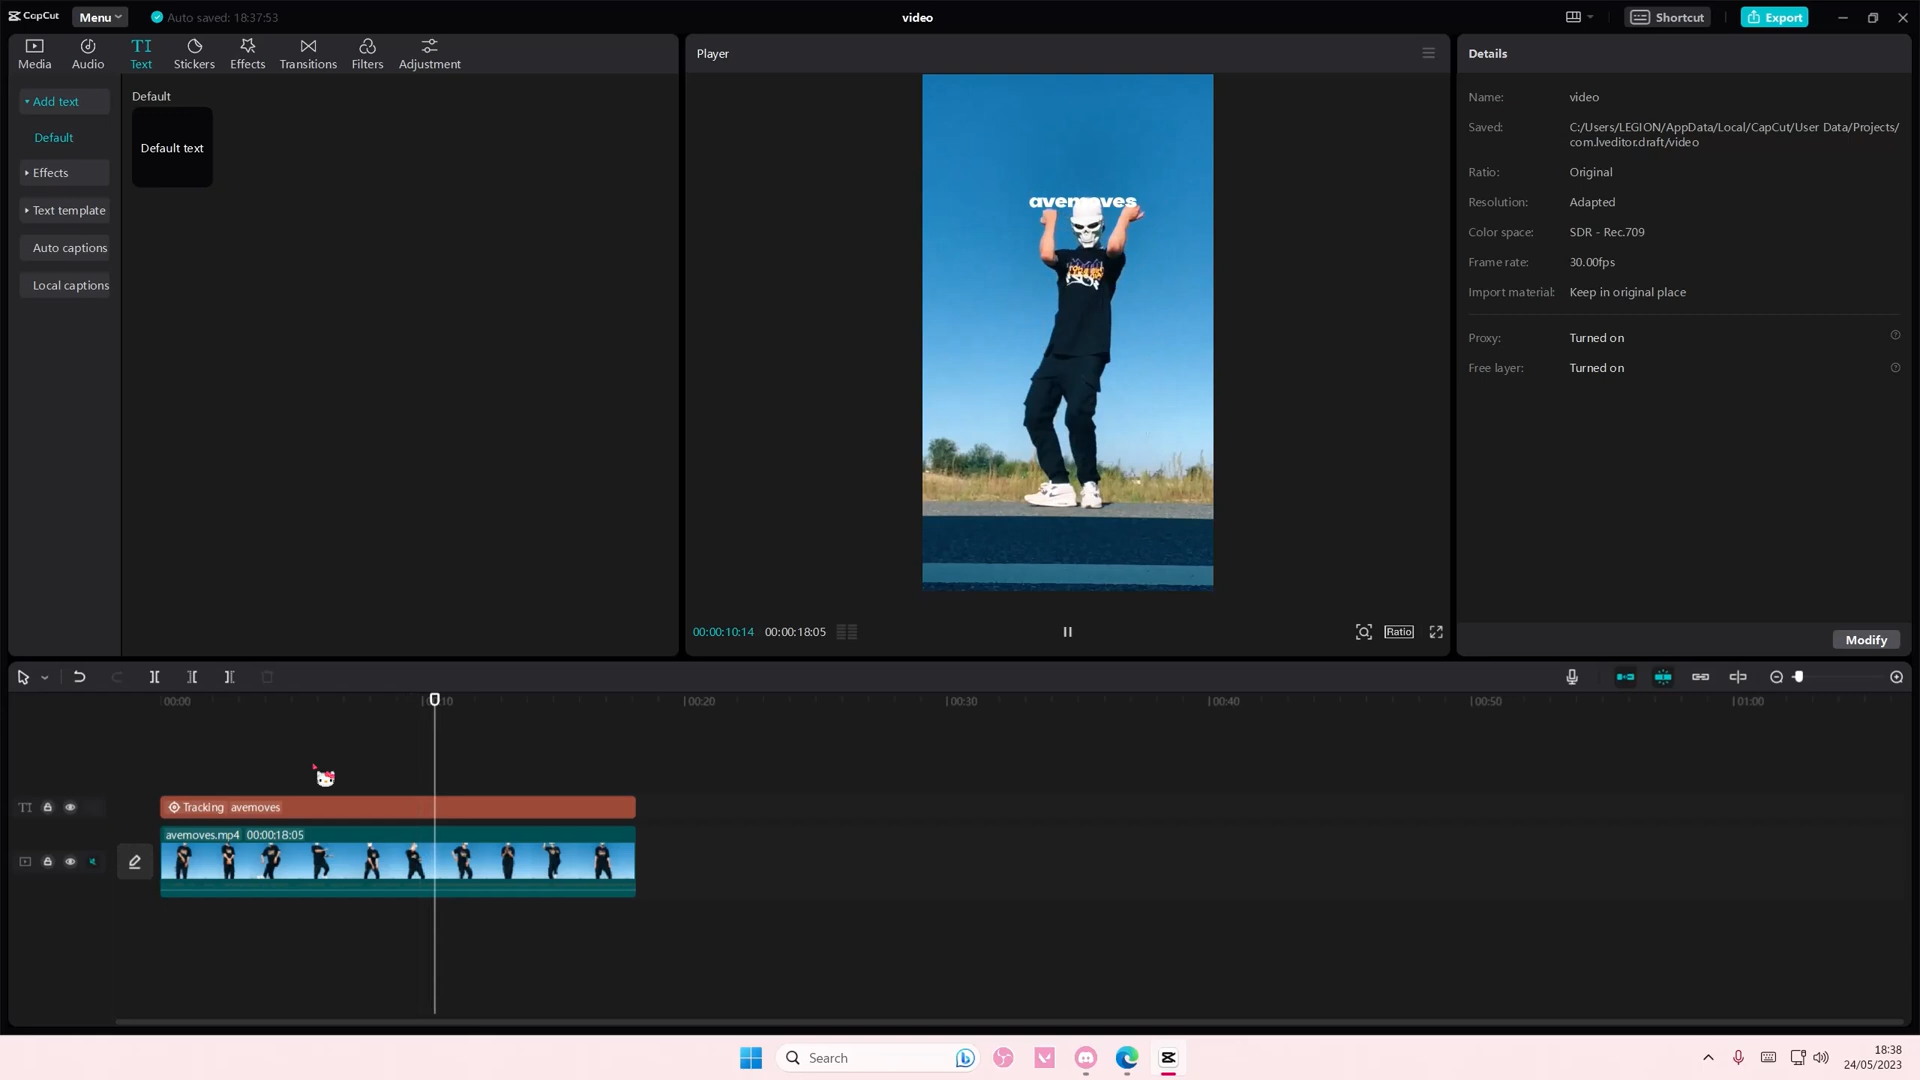 CapCut
Menu
Auto saved: 18:37:53
video
Shortcut
Export
Media
Audio
TI
Text
Stickers
Effects
Transitions
Filters
Adjustment
Add text
Default
Effects
Text template
Auto captions
Local captions
Default
Default text
Player
avemoves
00:00:10:14
00:00:18:05
Ratio
Details
Name: video
Saved: C:/Users/LEGION/AppData/Local/CapCut/User Data/Projects/
com.lveditor.draft/video
Ratio: Original
Resolution: Adapted
Color space: SDR - Rec.709
Frame rate: 30.00fps
Import material: Keep in original place
Proxy: Turned on
Free layer: Turned on
Modify
00:00
00:20
00:30
00:40
00:50
01:00
TI
Tracking avemoves
avemoves.mp4 00:00:18:05
Search
18:38
24/05/2023